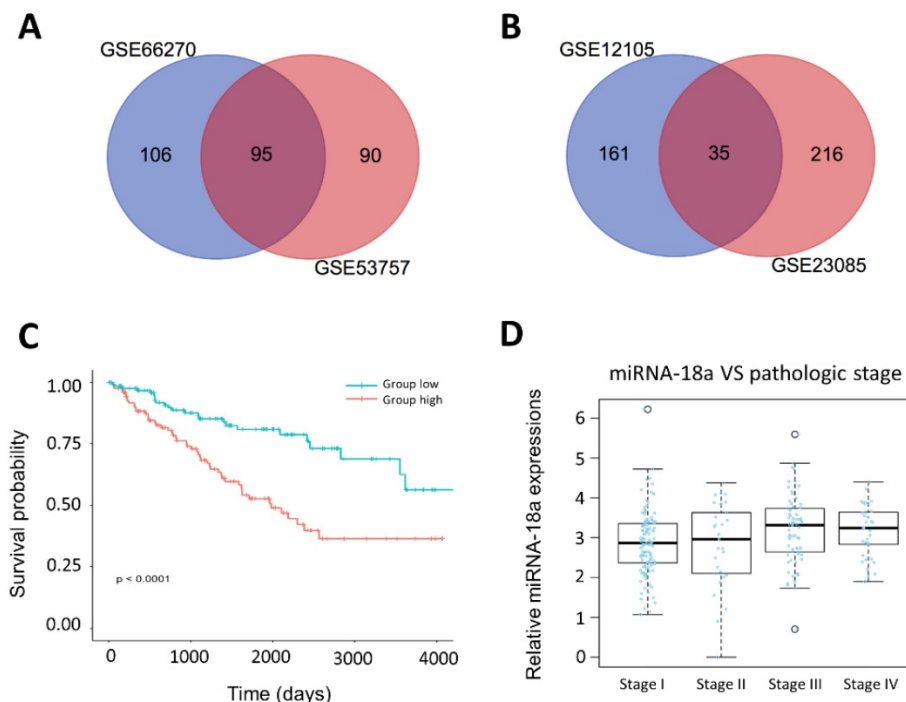 A
GSE66270
106
95
90
GSE53757
B
GSE12105
161
35
216
GSE23085
C
Survival probability
1.00
0.75
0.50
0.25
0.00
Group low
Group high
p < 0.0001
0 1000 2000 3000 4000
Time (days)
D
miRNA-18a VS pathologic stage
Relative miRNA-18a expressions
6
5
4
3
2
1
0
Stage I Stage II Stage III Stage IV